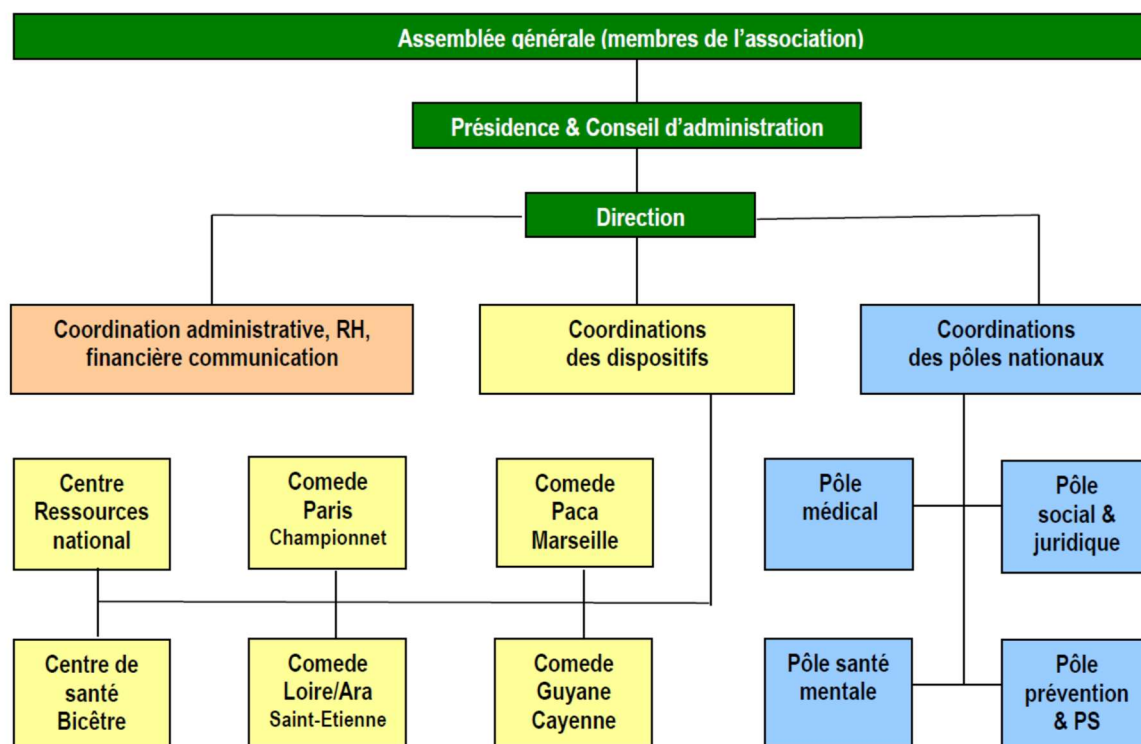 Assemblée générale (membres de l'association)
Présidence & Conseil d'administration
Direction
Coordination administrative, RH,
financière communication
Coordinations
des dispositifs
Coordinations
des pôles nationaux
Centre
Ressources
national
Comede
Paris
Championnet
Comede
Paca
Marseille
Pôle
médical
Pôle
social &
juridique
Centre de
santé
Bicêtre
Comede
Loire/Ara
Saint-Etienne
Comede
Guyane
Cayenne
Pôle santé
mentale
Pôle
prévention
& PS